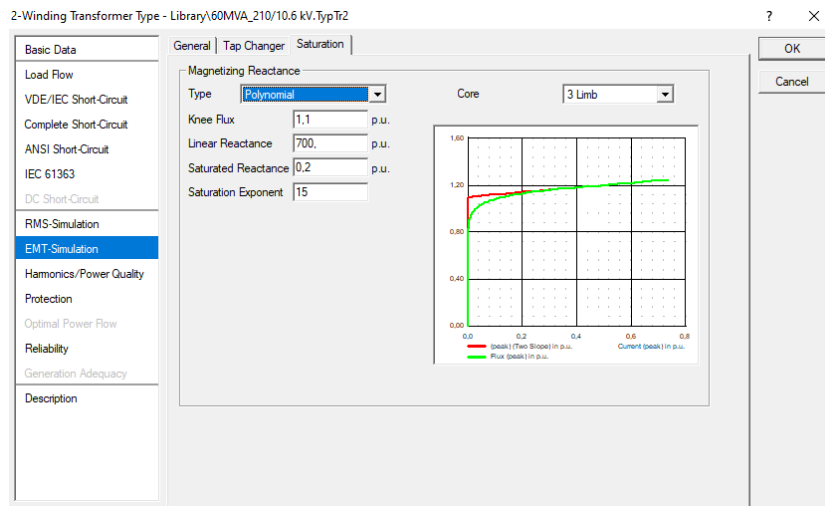 2-Winding Transformer Type - Library\60MVA_210/10.6 kV.TypTr2 ? ×
Basic Data
Load Flow
VDE/IEC Short-Circuit
Complete Short-Circuit
ANSI Short-Circuit
IEC 61363
DC Short-Circuit
RMS-Simulation
EMT-Simulation
Harmonics/Power Quality
Protection
Optimal Power Flow
Reliability
Generation Adequacy
Description
General Tap Changer Saturation
Magnetizing Reactance
Type Polynomial Core 3 Limb
Knee Flux 1,1 p.u.
Linear Reactance 700, p.u.
Saturated Reactance 0,2 p.u.
Saturation Exponent 15
1,60
1,20
0,80
0,40
0,00
0,0 0,2 0,4 0,6 0,8
(peak) (Two Slope) in p.u. Current (peak) in p.u.
Flux (peak) in p.u.
OK
Cancel